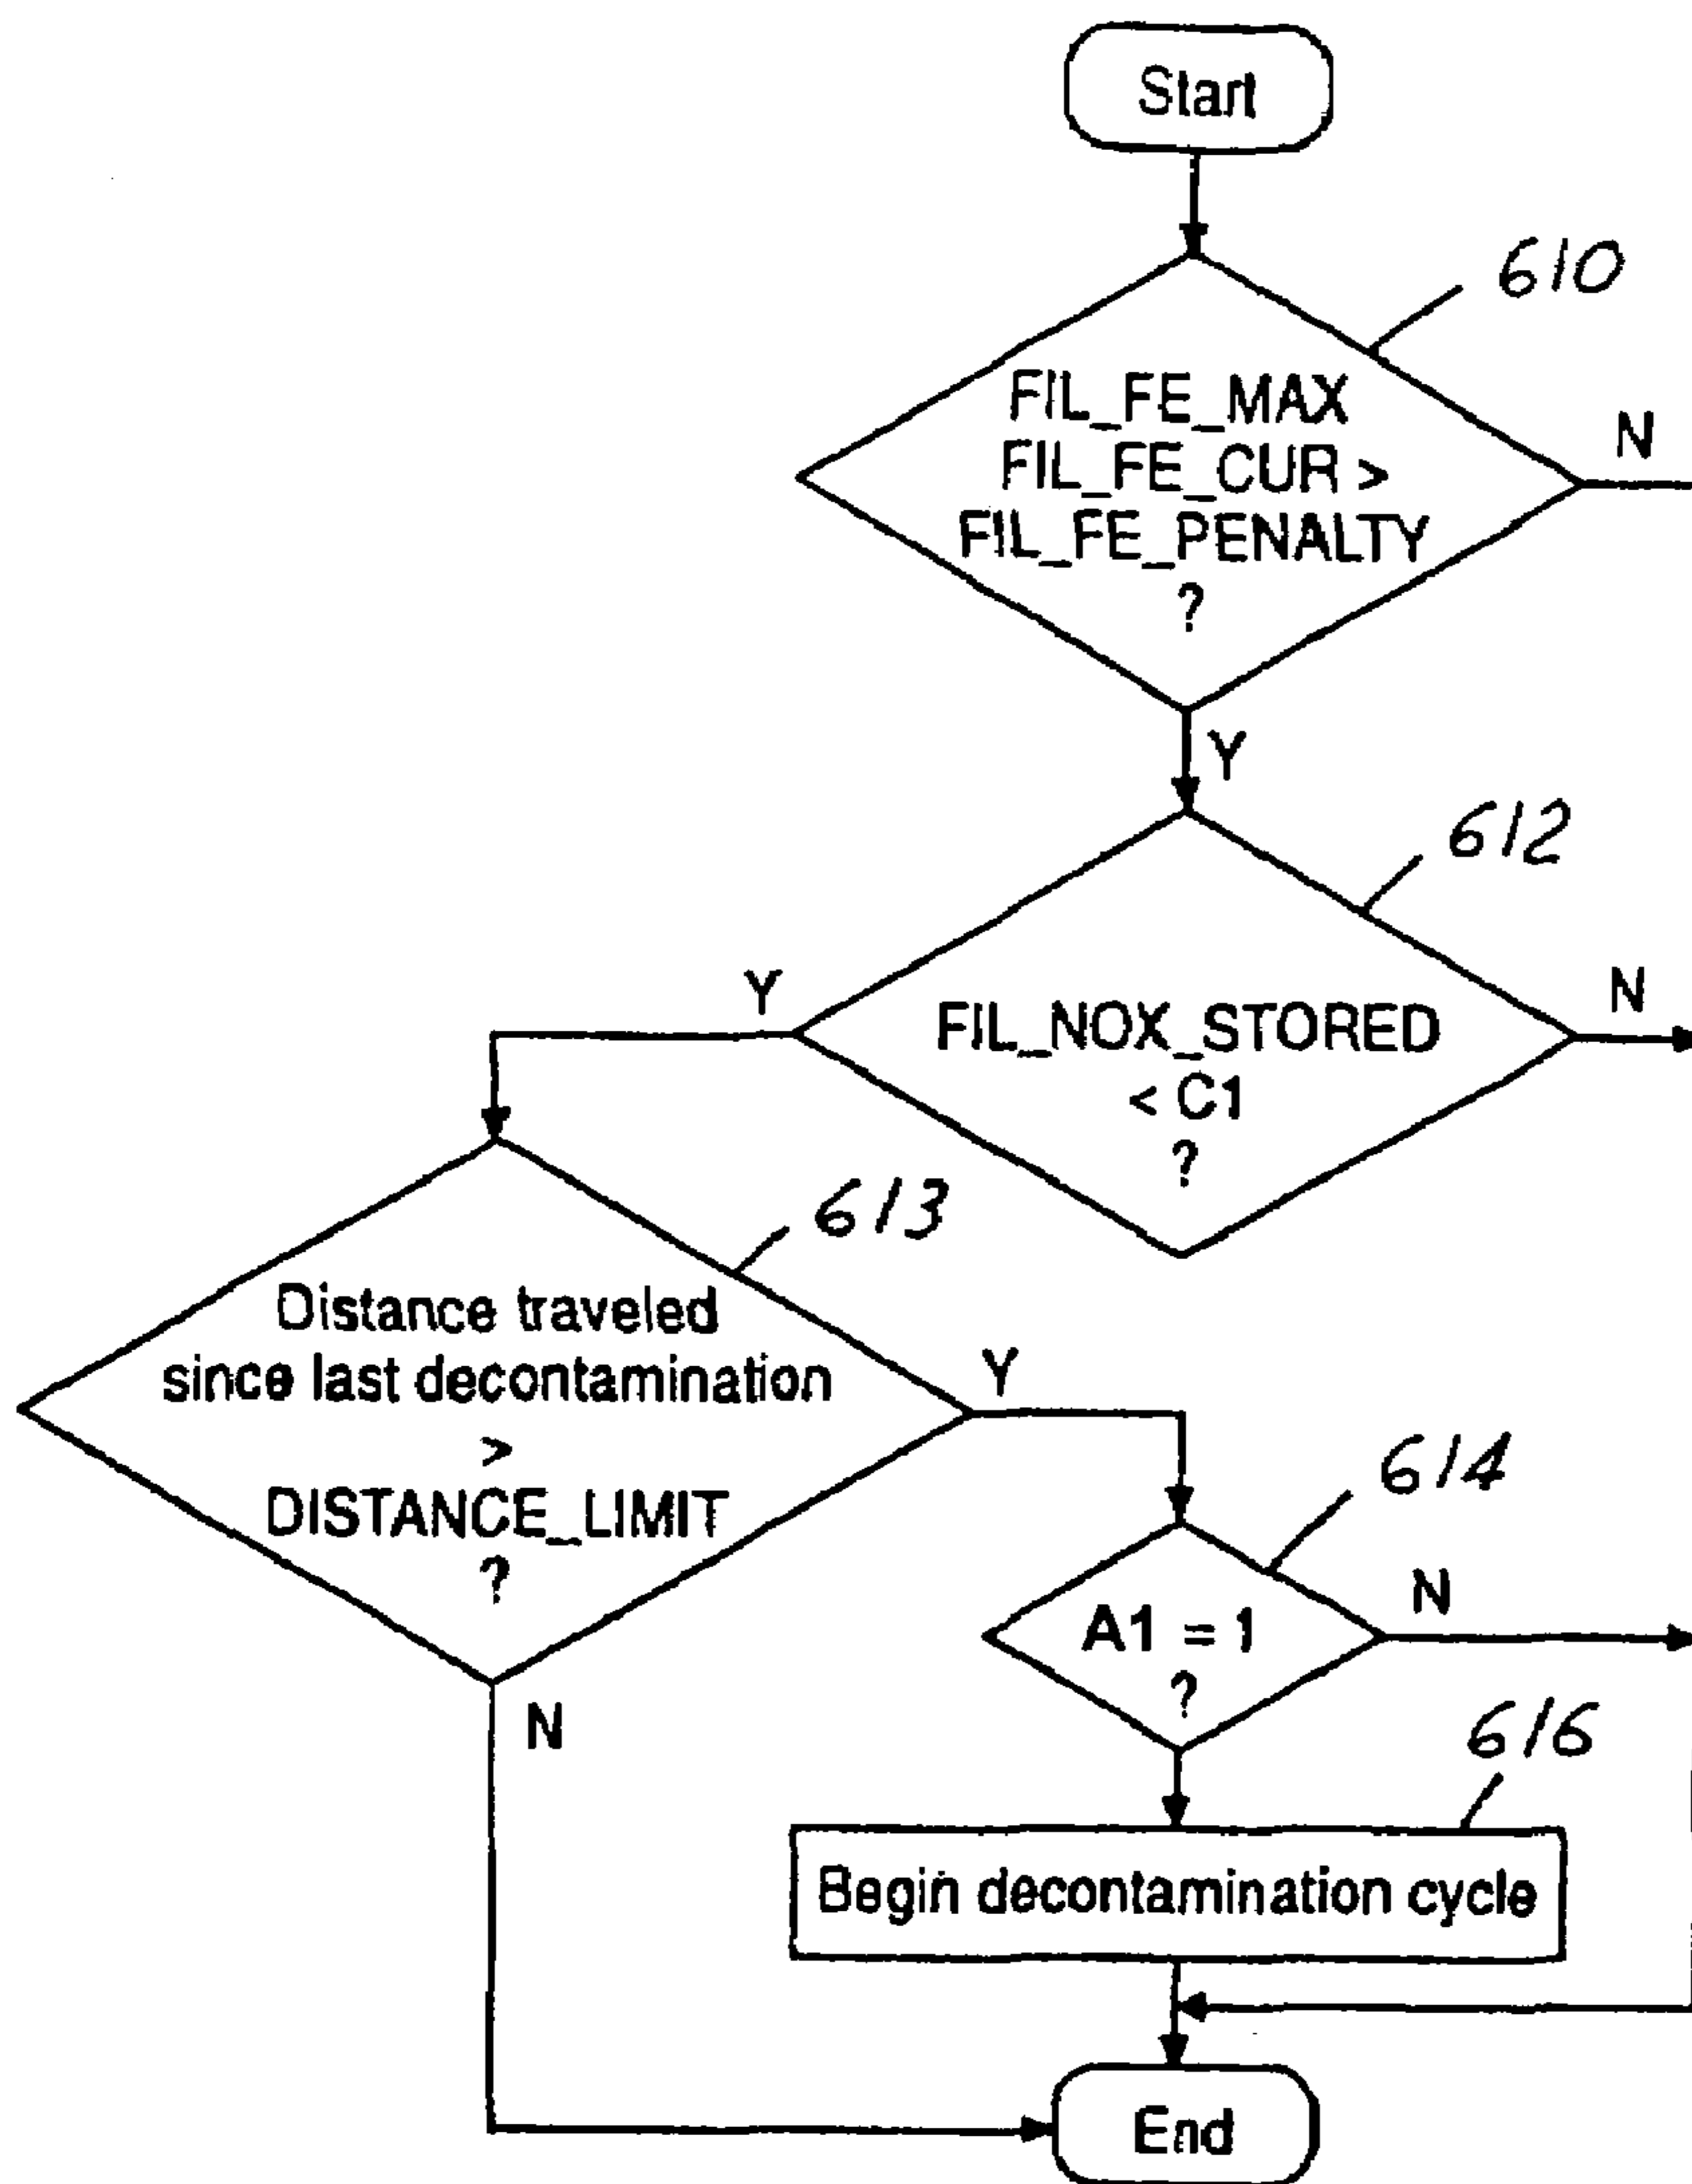 Start
610
FIL_FE_MAX
FIL_FE_CUR >
FIL_FE_PENALTY
?
N
Y
612
FIL_NOX_STORED
< C1
?
Y
N
613
Distance traveled
since last decontamination
>
DISTANCE_LIMIT
?
Y
N
614
A1 = 1
?
N
616
Begin decontamination cycle
End